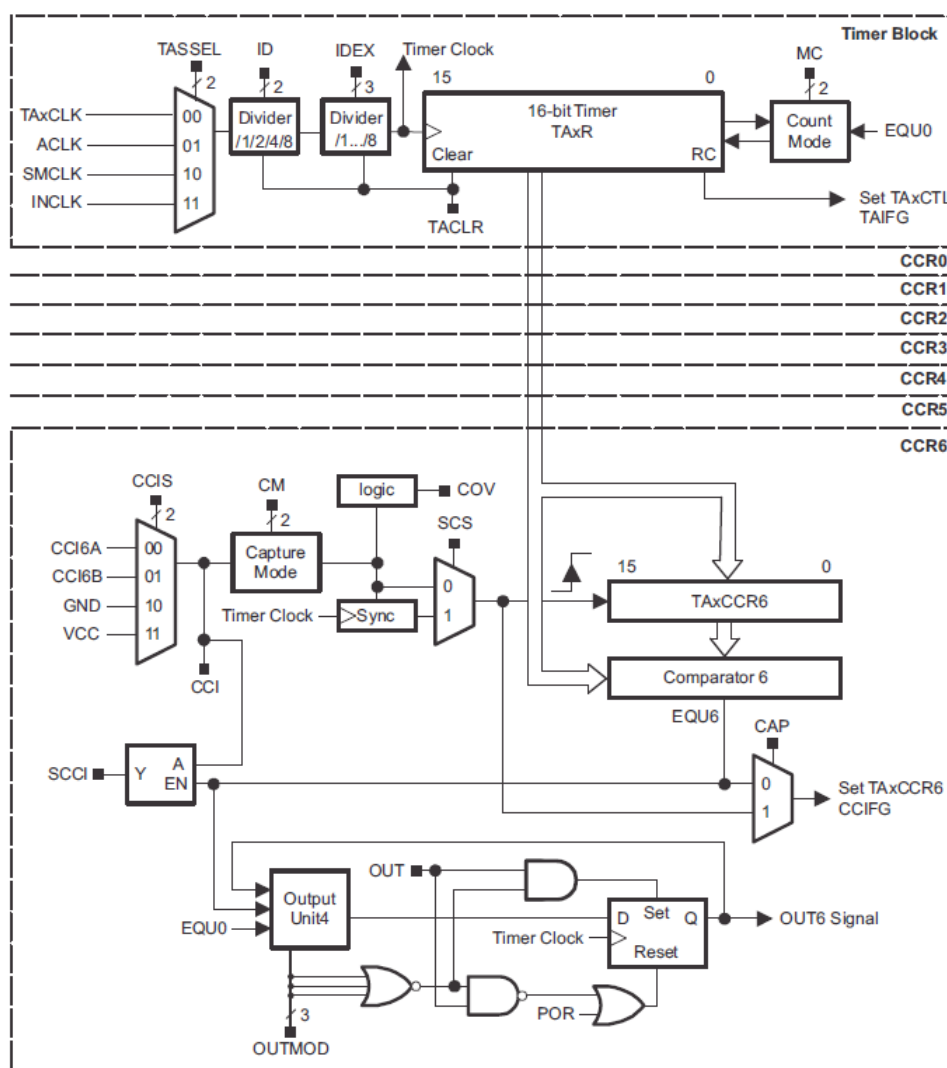 Timer Block
TASSEL
ID
IDEX
Timer Clock
MC
2
2
3
15
0
2
TAxCLK
00
ACLK
01
SMCLK
10
INCLK
11
Divider
/1/2/4/8
Divider
/1.../8
16-bit Timer
TAxR
Clear
RC
Count
Mode
EQU0
TACLR
Set TAxCTL
TAIFG
CCR0
CCR1
CCR2
CCR3
CCR4
CCR5
CCR6
CCIS
2
CM
2
logic
COV
SCS
CCI6A
00
CCI6B
01
GND
10
VCC
11
Capture
Mode
0
1
Timer Clock
Sync
15
0
TAxCCR6
CCI
Comparator 6
EQU6
CAP
SCCI
Y
A
EN
0
1
Set TAxCCR6
CCIFG
OUT
Output
Unit4
EQU0
D
Set
Q
Timer Clock
Reset
OUT6 Signal
POR
3
OUTMOD